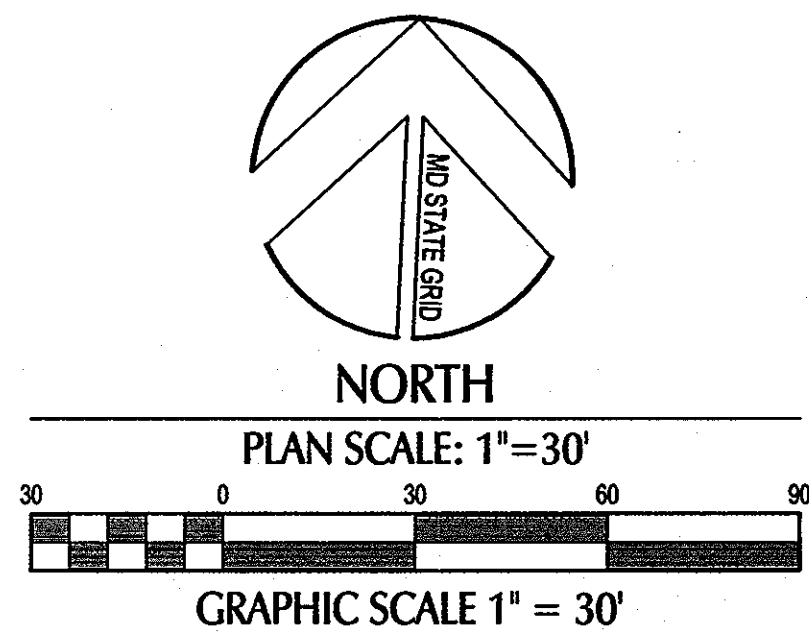 MD STATE GRID
NORTH
PLAN SCALE: 1"=30'
30 0 30 60 90
GRAPHIC SCALE 1" = 30'